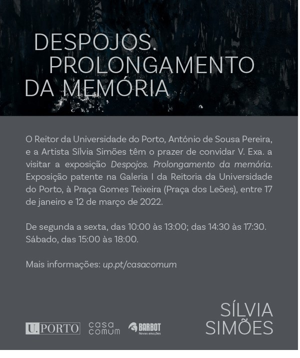 DESPOJOS.
PROLONGAMENTO
DA MEMÓRIA
O Reitor da Universidade do Porto, António de Sousa Pereira,
e a Artista Sílvia Simões têm o prazer de convidar V. Exa. a
visitar a exposição Despojos. Prolongamento da memória.
Exposição patente na Galeria I da Reitoria da Universidade
do Porto, à Praça Gomes Teixeira (Praça dos Leões), entre 17
de janeiro e 12 de março de 2022.
De segunda a sexta, das 10:00 às 13:00; das 14:30 às 17:30.
Sábado, das 15:00 às 18:00.
Mais informações: up.pt/casacomum
SÍLVIA
SIMÕES
U. PORTO
casa
comum
BARBOT